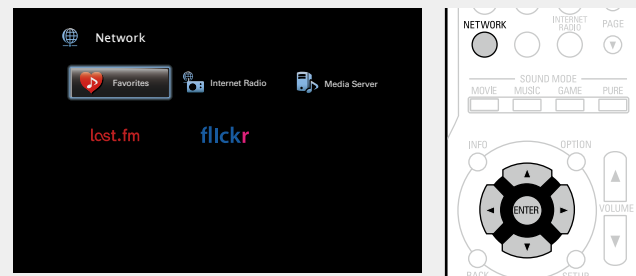 Network
Favorites Internet Radio Media Server
lost.fm flickr
NETWORK INTERNET RADIO PAGE
SOUND MODE
MOVIE MUSIC GAME PURE
INFO OPTION
ENTER
VOLUME
BACK SETUP